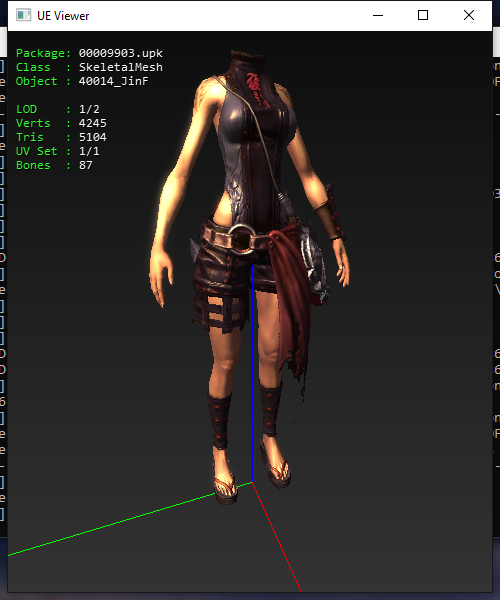 UE Viewer
Package: 00009903.upk
Class : SkeletalMesh
Object : 40014_JinF
LOD : 1/2
Verts : 4245
Tris : 5104
UV Set : 1/1
Bones : 87